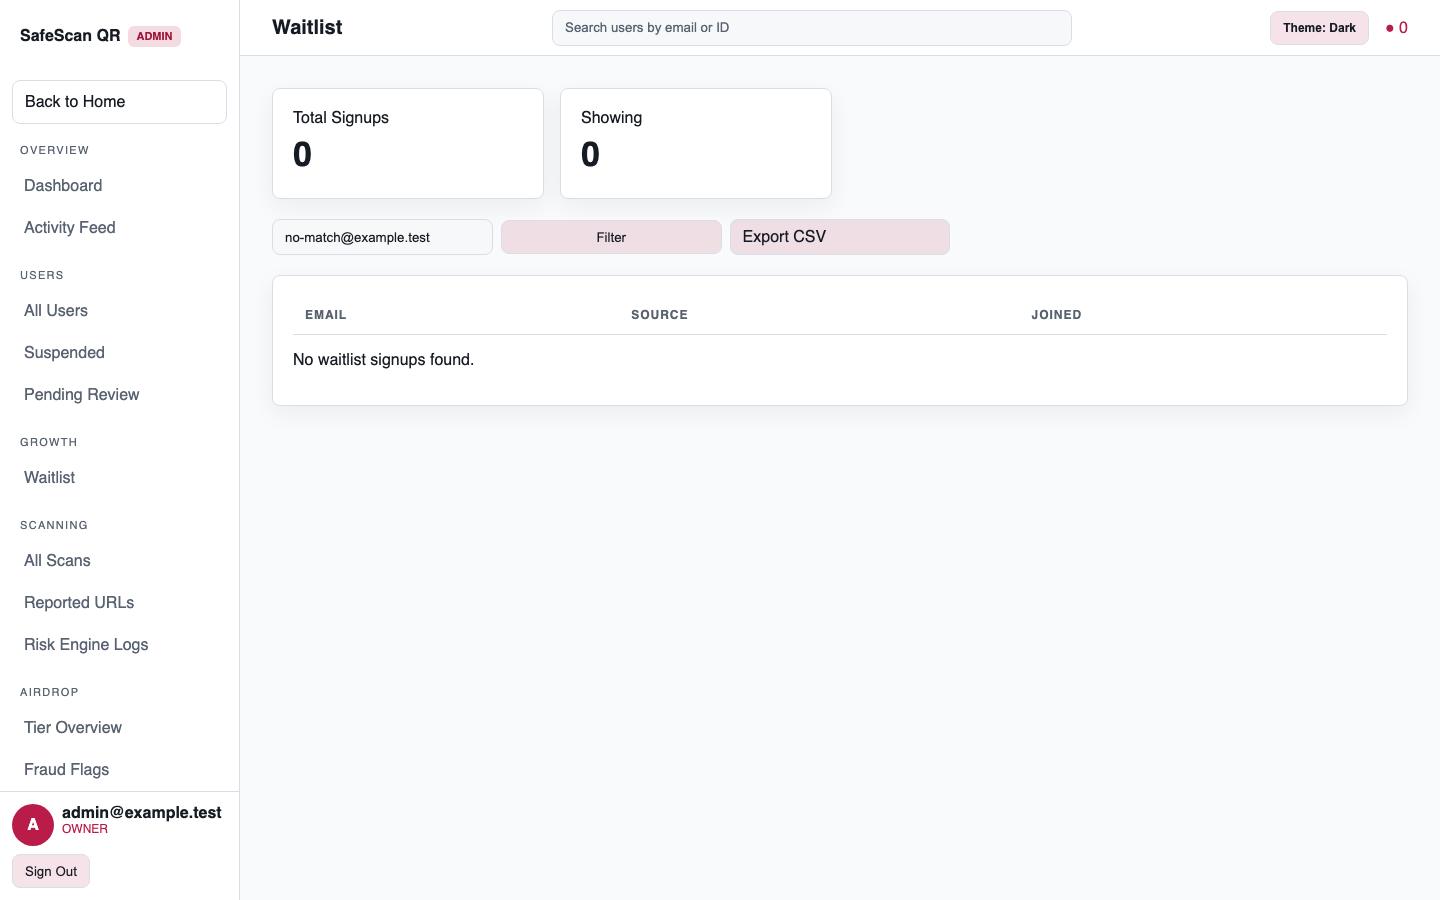 SafeScan QR ADMIN
Back to Home
OVERVIEW
Dashboard
Activity Feed
USERS
All Users
Suspended
Pending Review
GROWTH
Waitlist
SCANNING
All Scans
Reported URLs
Risk Engine Logs
AIRDROP
Tier Overview
Fraud Flags
A
admin@example.test
OWNER
Sign Out
Waitlist
Search users by email or ID
Theme: Dark
● 0
Total Signups
0
Showing
0
no-match@example.test
Filter
Export CSV
EMAIL SOURCE JOINED
No waitlist signups found.